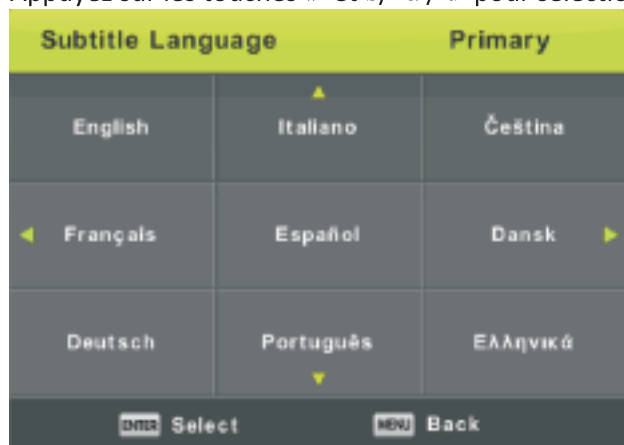 Subtitle Language Primary
English Italiano Čeština
Français Español Dansk
Deutsch Português Ελληνικά
ENTER Select MENU Back